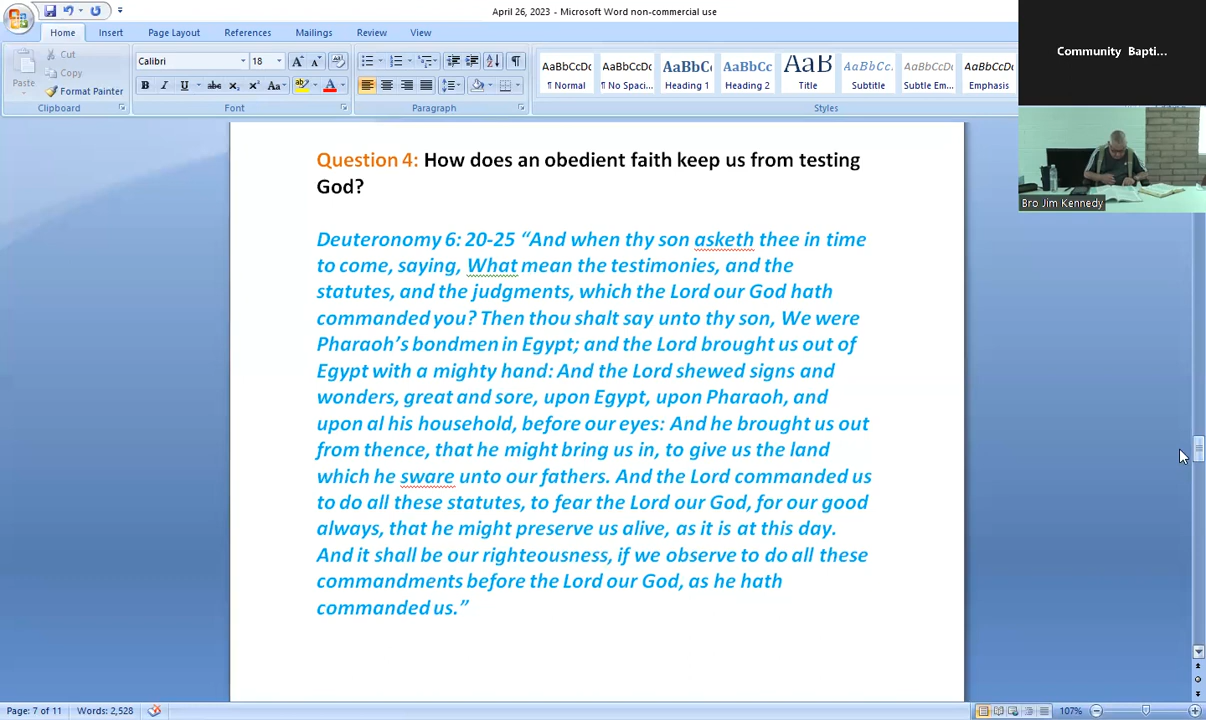 April 26, 2023 - Microsoft Word non-commercial use
Home Insert Page Layout References Mailings Review View
Cut
Copy
Paste
Format Painter
Clipboard
Calibri 18
Font
Paragraph
AaBbCcDc AaBbCcDc AaBbC AaBbCc AaB AaBbCc AaBbCcDc AaBbCcDc
¶ Normal ¶ No Spaci... Heading 1 Heading 2 Title Subtitle Subtle Em... Emphasis
Styles
Community Bapti...
Bro Jim Kennedy
Question 4: How does an obedient faith keep us from testing
God?
Deuteronomy 6: 20-25 “And when thy son asketh thee in time
to come, saying, What mean the testimonies, and the
statutes, and the judgments, which the Lord our God hath
commanded you? Then thou shalt say unto thy son, We were
Pharaoh’s bondmen in Egypt; and the Lord brought us out of
Egypt with a mighty hand: And the Lord shewed signs and
wonders, great and sore, upon Egypt, upon Pharaoh, and
upon al his household, before our eyes: And he brought us out
from thence, that he might bring us in, to give us the land
which he sware unto our fathers. And the Lord commanded us
to do all these statutes, to fear the Lord our God, for our good
always, that he might preserve us alive, as it is at this day.
And it shall be our righteousness, if we observe to do all these
commandments before the Lord our God, as he hath
commanded us.”
Page: 7 of 11 Words: 2,528 107%